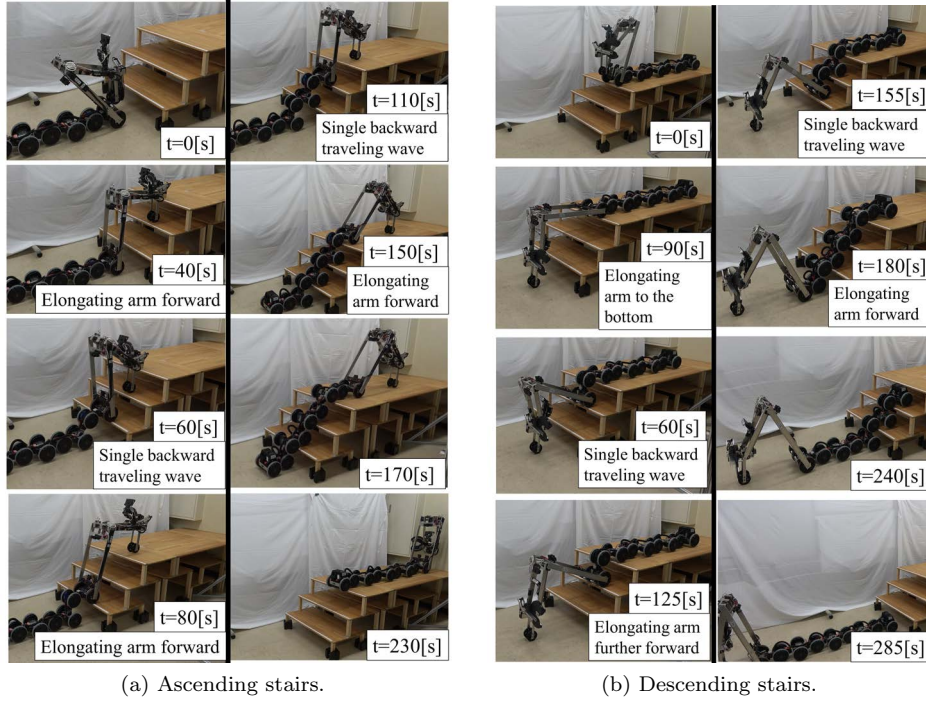 t=0[s]
t=40[s]
Elongating arm forward
t=60[s]
Single backward
traveling wave
t=80[s]
Elongating arm forward
t=110[s]
Single backward
traveling wave
t=150[s]
Elongating
arm forward
t=170[s]
t=230[s]
(a) Ascending stairs.
t=0[s]
t=90[s]
Elongating
arm to the
bottom
t=60[s]
Single backward
traveling wave
t=125[s]
Elongating arm
further forward
t=155[s]
Single backward
traveling wave
t=180[s]
Elongating
arm forward
t=240[s]
t=285[s]
(b) Descending stairs.